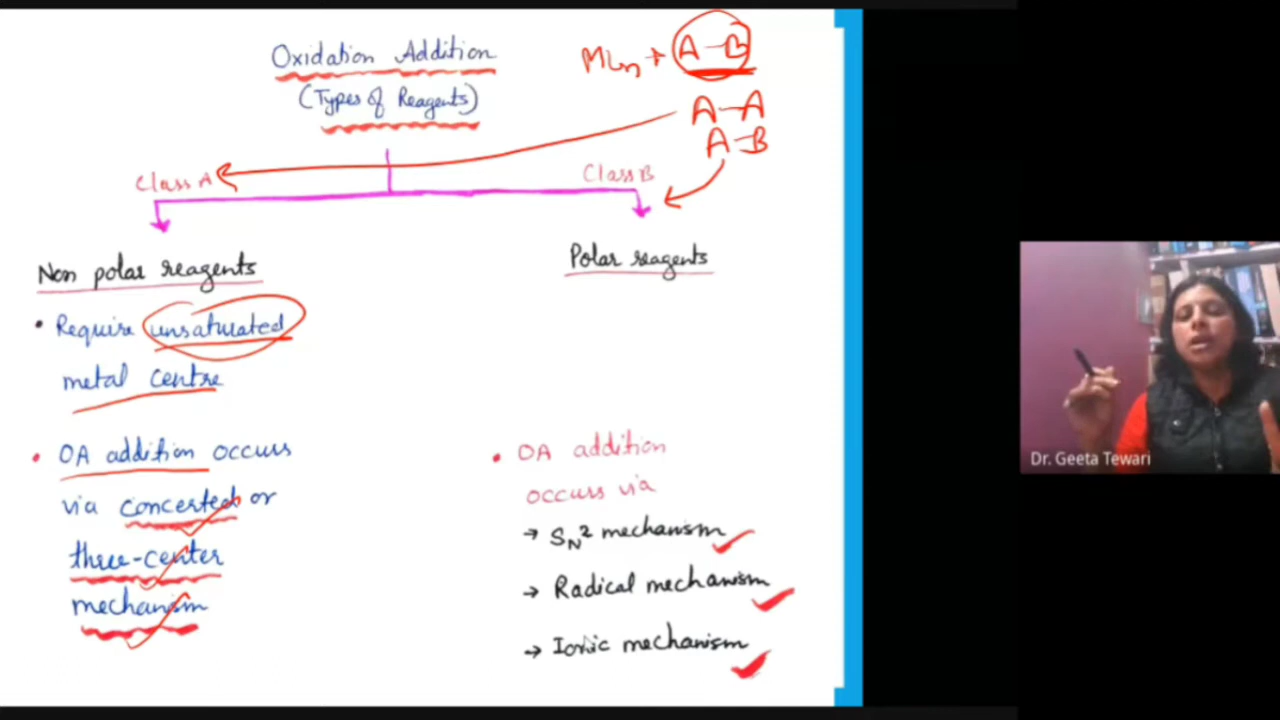 Oxidation Addition
(Types of Reagents)
MLn + A-B
A-A
A-B
Class A
Class B
Non polar reagents
• Require unsaturated
metal centre
• OA addition occurs
via concerted or
three-center
mechanism
Polar reagents
• OA addition
occurs via
→ SN2 mechanism
→ Radical mechanism
→ Ionic mechanism
Dr. Geeta Tewari